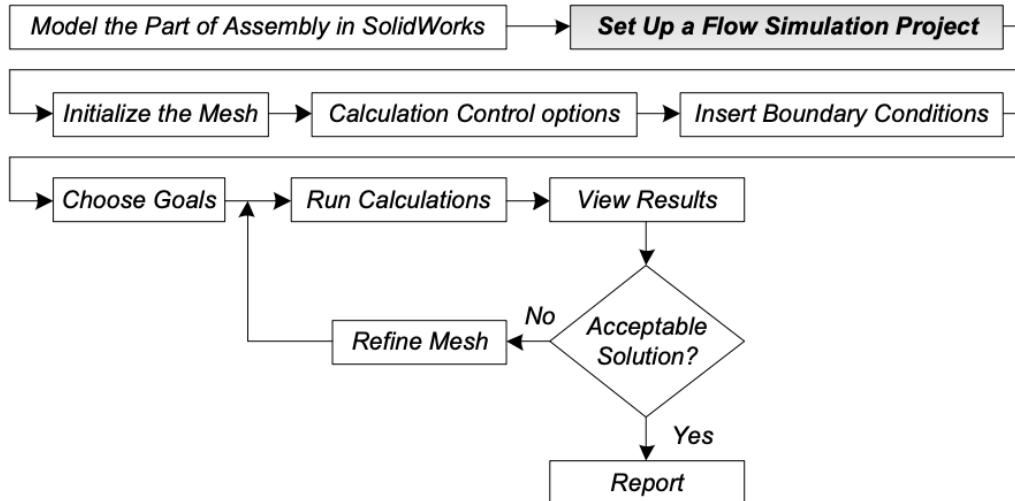 Model the Part of Assembly in SolidWorks
Set Up a Flow Simulation Project
Initialize the Mesh
Calculation Control options
Insert Boundary Conditions
Choose Goals
Run Calculations
View Results
No
Refine Mesh
Acceptable
Solution?
Yes
Report